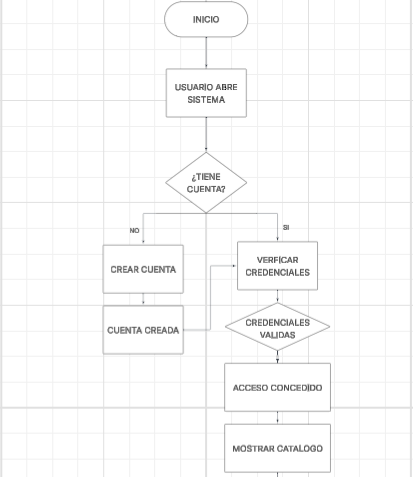 INICIO
USUARIO ABRE
SISTEMA
¿TIENE
CUENTA?
NO
SI
CREAR CUENTA
VERFICAR
CREDENCIALES
CUENTA CREADA
CREDENCIALES
VALIDAS
ACCESO CONCEDIDO
MOSTRAR CATALOGO